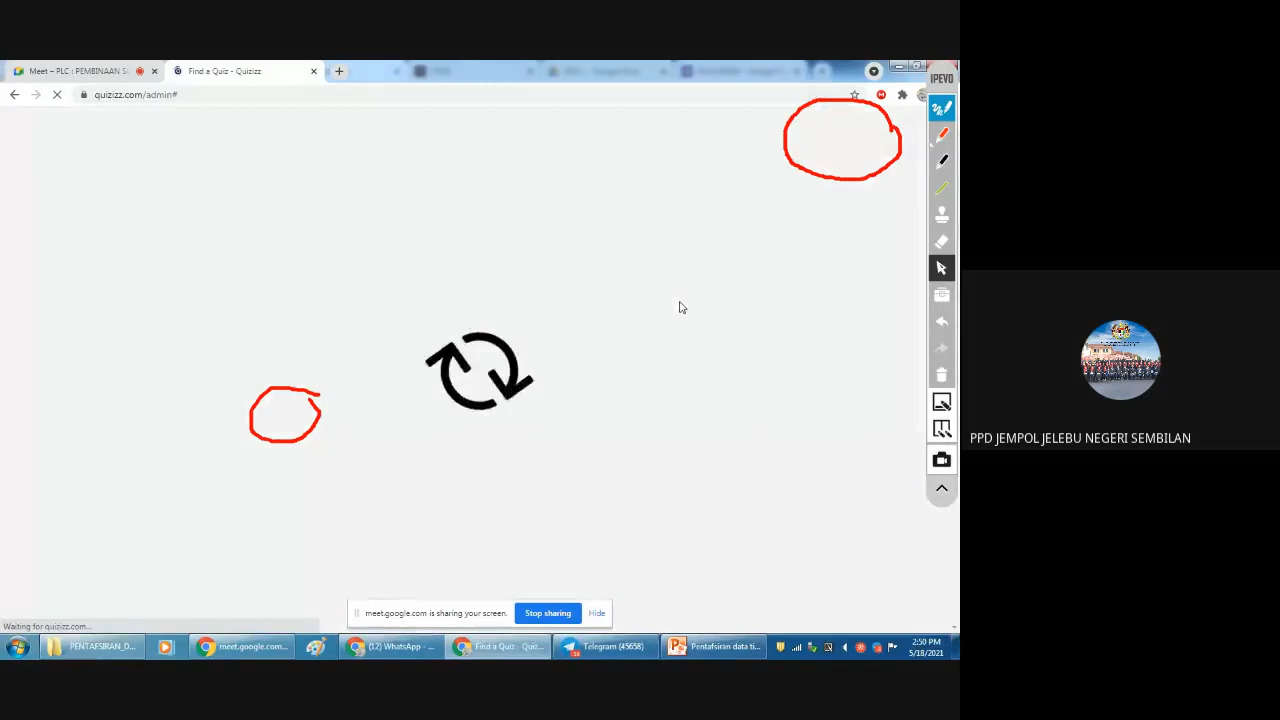 Meet – PLC : PEMBINAAN S
Find a Quiz - Quizizz
IPEVO
quizizz.com/admin#
PPD JEMPOL JELEBU NEGERI SEMBILAN
meet.google.com is sharing your screen.
Stop sharing
Hide
Waiting for quizizz.com...
PENTAFSIRAN_D...
meet.google.com...
(12) WhatsApp - ...
Find a Quiz - Quiz...
Telegram (45658)
Pentafsiran data ti...
2:50 PM
5/18/2021